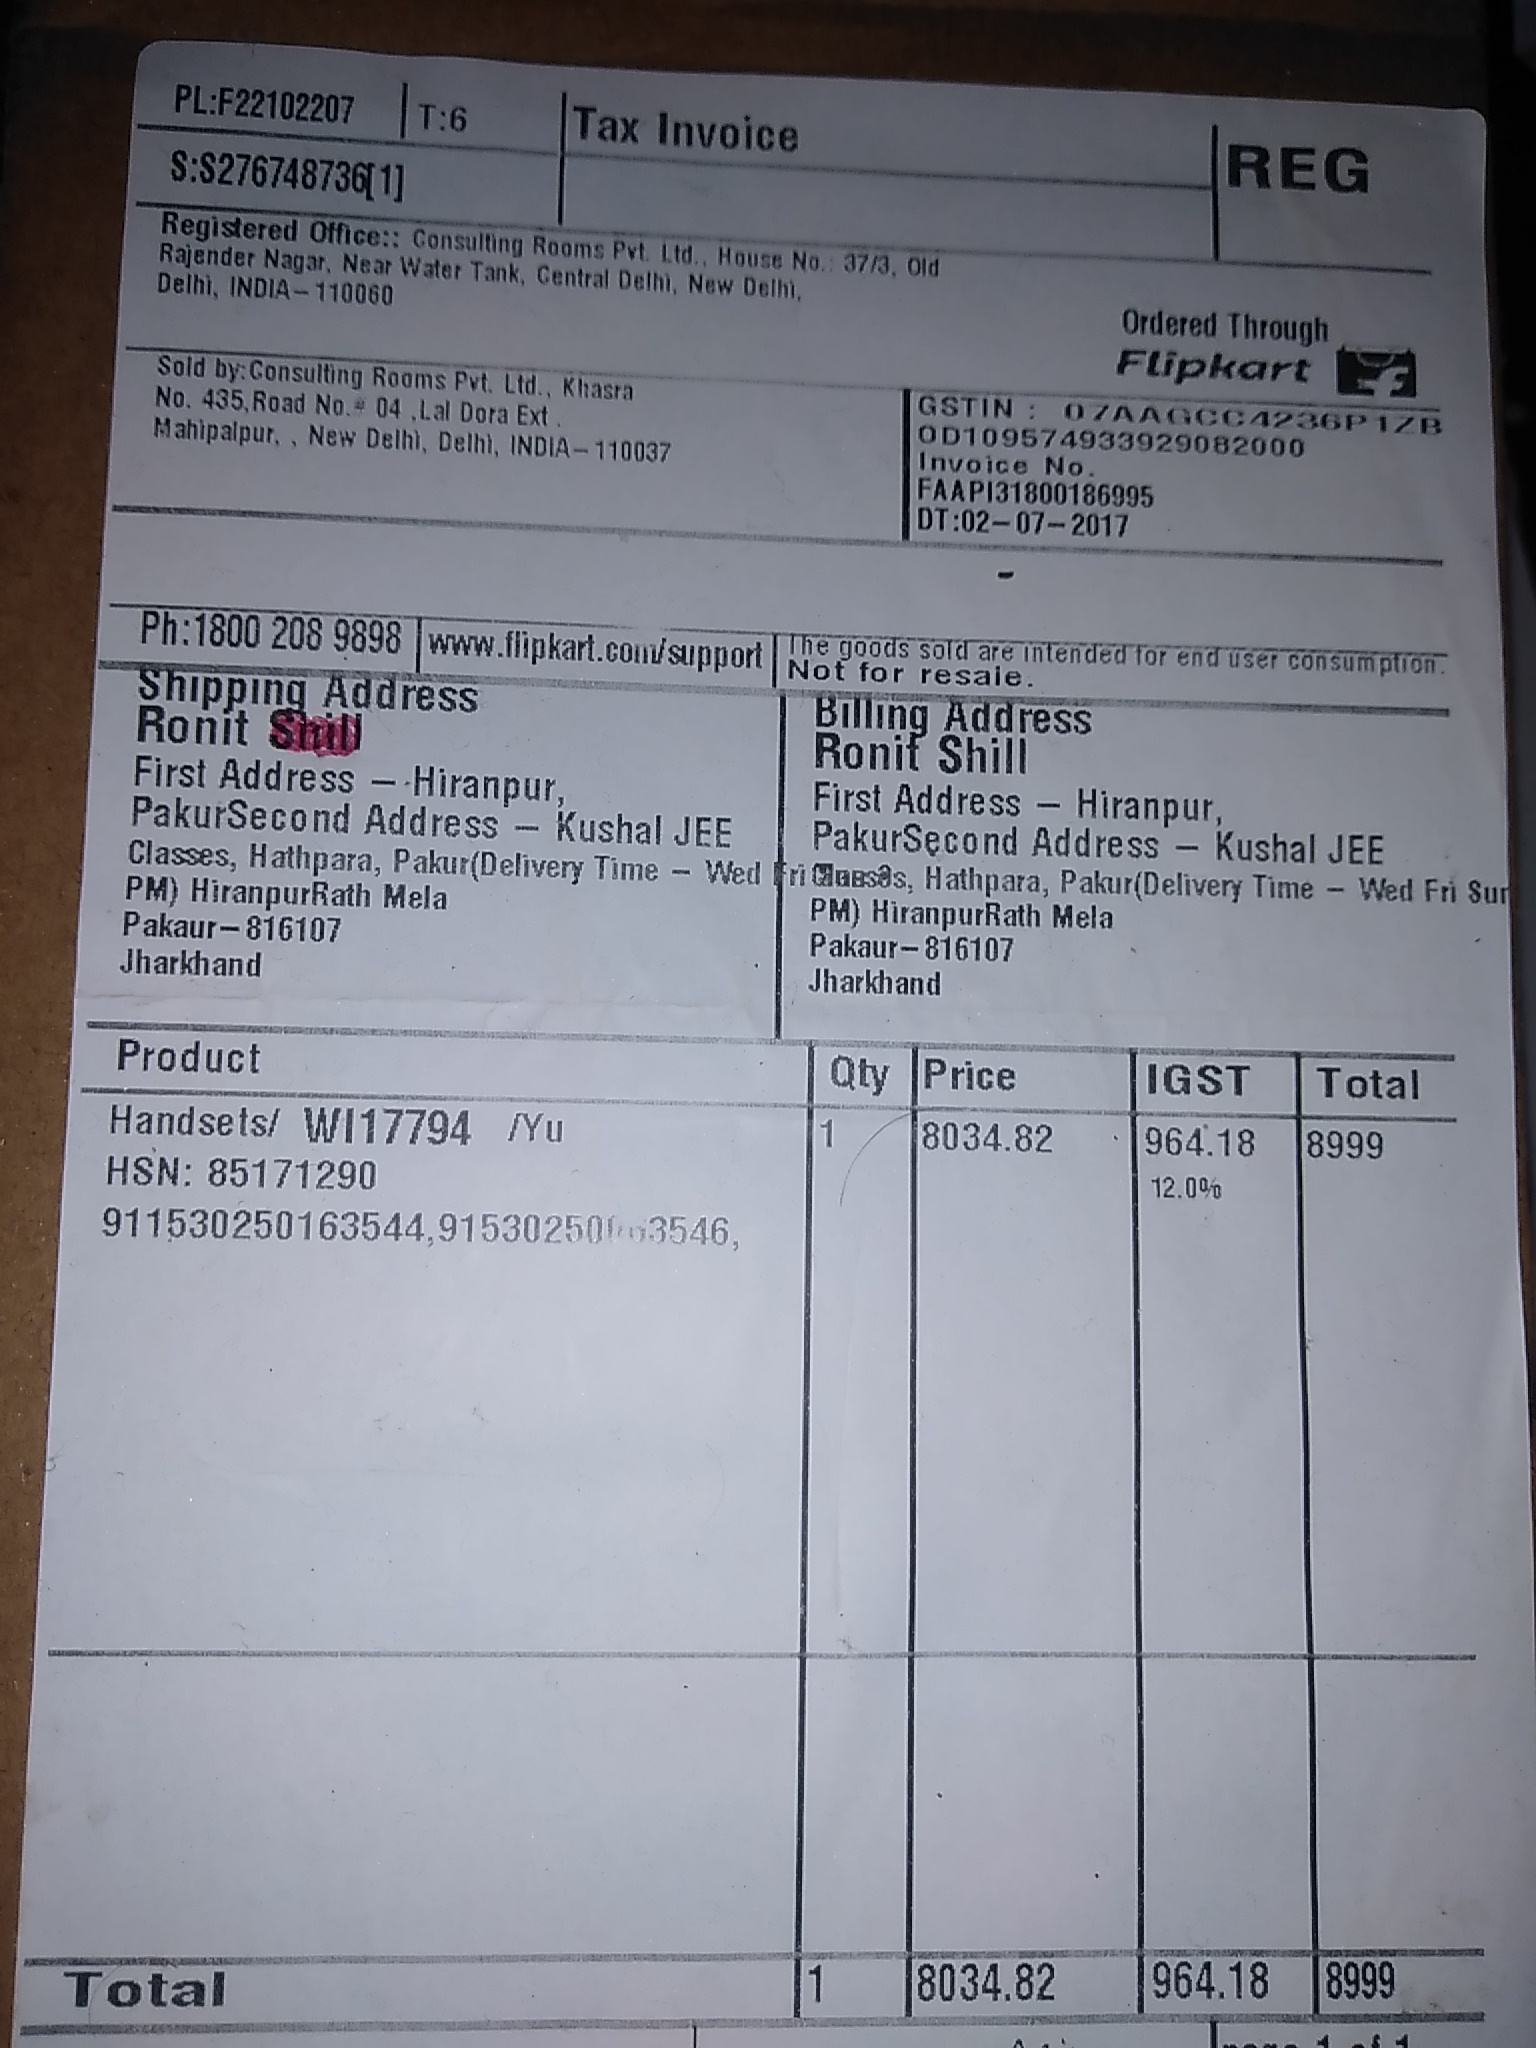 PL:F22102207 T:6 Tax Invoice REG
S:S276748736[1]
Registered Office:: Consulting Rooms Pvt. Ltd., House No.: 37/3, Old
Rajender Nagar, Near Water Tank, Central Delhi, New Delhi,
Delhi, INDIA-110060
Ordered Through
Flipkart
Sold by:Consulting Rooms Pvt. Ltd., Khasra
No. 435,Road No.# 04 ,Lal Dora Ext.
Mahipalpur, , New Delhi, Delhi, INDIA-110037
GSTIN : 07AAGCC4236P1ZB
OD109574933929082000
Invoice No.
FAAPI31800186995
DT:02-07-2017
Ph:1800 208 9898 www.flipkart.com/support The goods sold are intended for end user consumption.
Not for resale.
Shipping Address
Ronit Shill
First Address - Hiranpur,
PakurSecond Address - Kushal JEE
Classes, Hathpara, Pakur(Delivery Time - Wed Fri
PM) HiranpurRath Mela
Pakaur-816107
Jharkhand
Billing Address
Ronit Shill
First Address - Hiranpur,
PakurSecond Address - Kushal JEE
Hathpara, Pakur(Delivery Time - Wed Fri Sun
PM) HiranpurRath Mela
Pakaur-816107
Jharkhand
Product Qty Price IGST Total
Handsets/ WI17794 /Yu 1 8034.82 964.18 8999
HSN: 85171290 12.0%
911530250163544,
Total 1 8034.82 964.18 8999
page 1 of 1